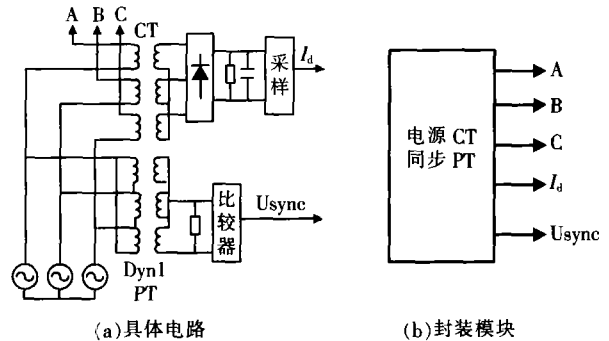 A B C
CT
采样
I_d
比较器
Usync
Dyn1
PT
(a)具体电路
电源 CT
同步 PT
A
B
C
I_d
Usync
(b)封装模块